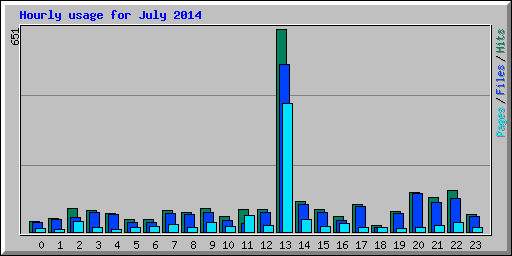 Hourly usage for July 2014
651
Pages/Files/Hits
0 1 2 3 4 5 6 7 8 9 10 11 12 13 14 15 16 17 18 19 20 21 22 23